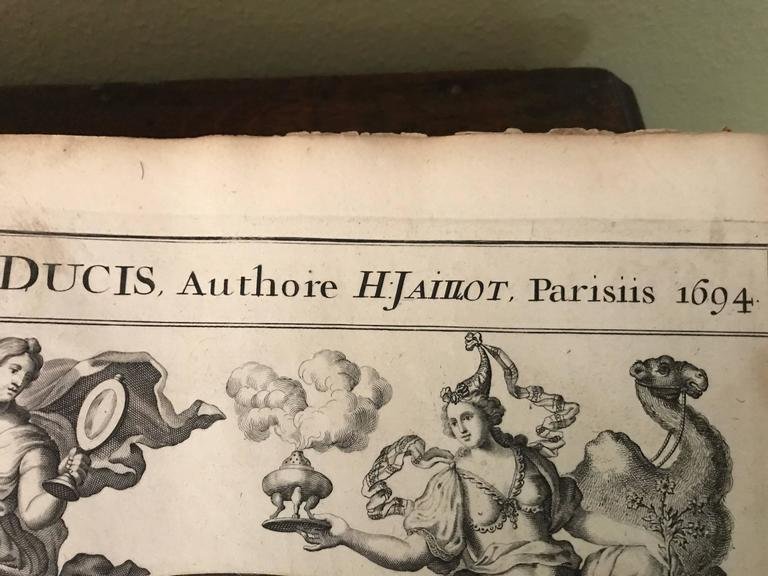 DUCIS, Authore H. JAILLOT, Parisiis 1694.